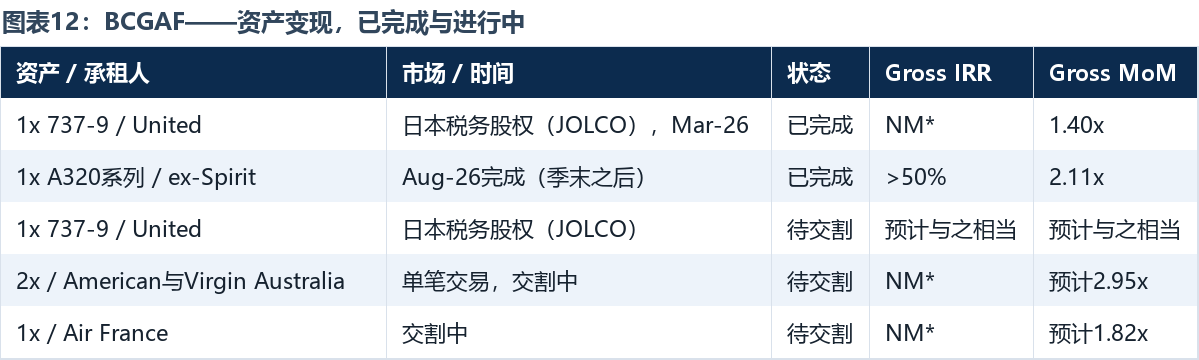 图表12：BCGAF——资产变现，已完成与进行中
资产 / 承租人 市场 / 时间 状态 Gross IRR Gross MoM
1x 737-9 / United 日本税务股权（JOLCO）, Mar-26 已完成 NM* 1.40x
1x A320系列 / ex-Spirit Aug-26完成（季末之后） 已完成 >50% 2.11x
1x 737-9 / United 日本税务股权（JOLCO） 待交割 预计与之相当 预计与之相当
2x / American与Virgin Australia 单笔交易，交割中 待交割 NM* 预计2.95x
1x / Air France 交割中 待交割 NM* 预计1.82x